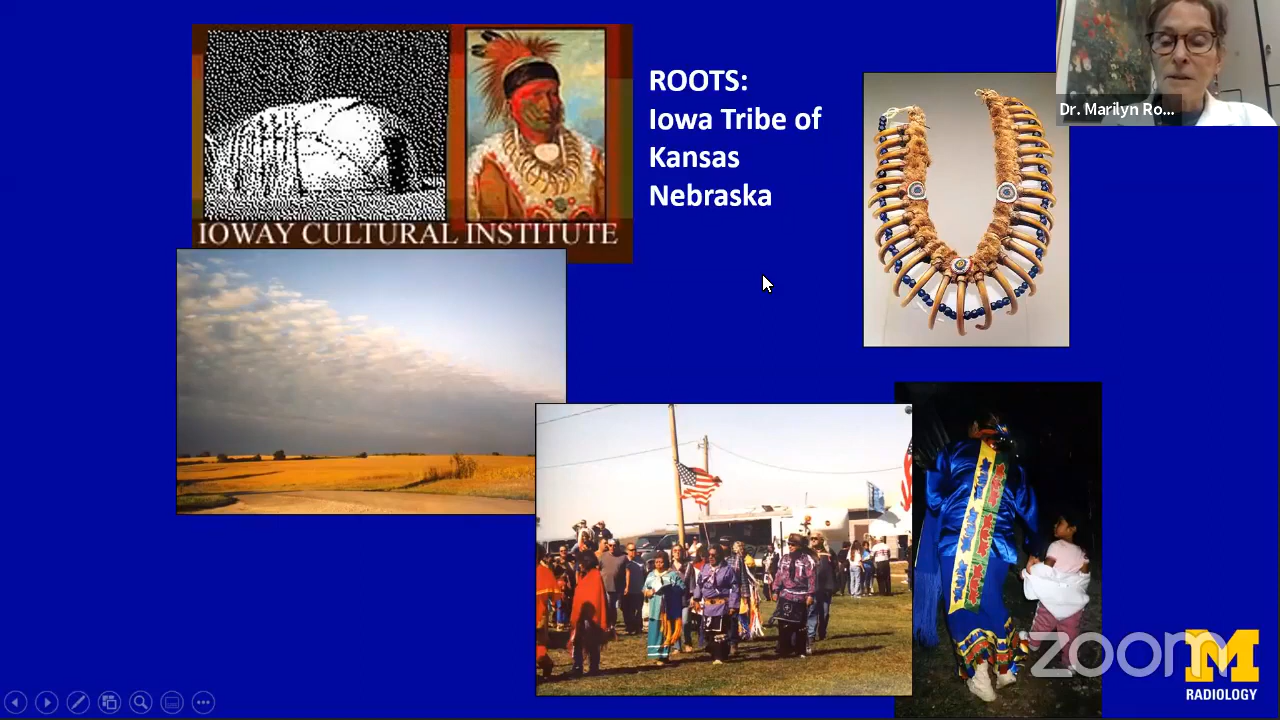 IOWAY CULTURAL INSTITUTE
ROOTS:
Iowa Tribe of
Kansas
Nebraska
Dr. Marilyn Ro...
zoom
M
RADIOLOGY